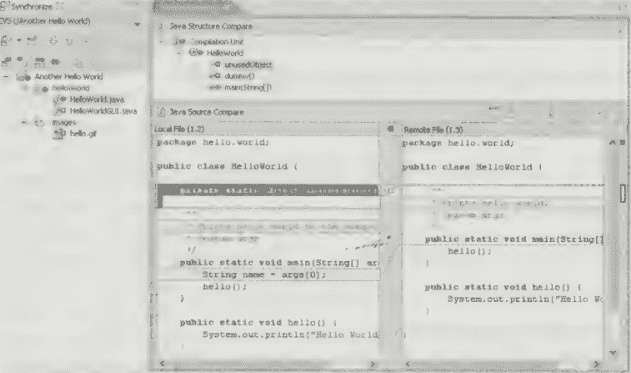 Synchronize
CVS (/Another Hello World)
Another Hello World
helloworld
HelloWorld.java
HelloWorldGUI.java
images
hello.gif
Java Structure Compare
Compilation Unit
HelloWorld
unusedObject
dummy()
main(String[])
Java Source Compare
Local File (1.2)
package hello.world;
public class HelloWorld {
private static
*/
public static void main(String[] ar
String name = args[0];
hello();
}
public static void hello() {
System.out.println("Hello World
Remote File (1.3)
package hello.world;
public class HelloWorld {
public static void main(String[]
hello();
}
public static void hello() {
System.out.println("Hello Wo
}